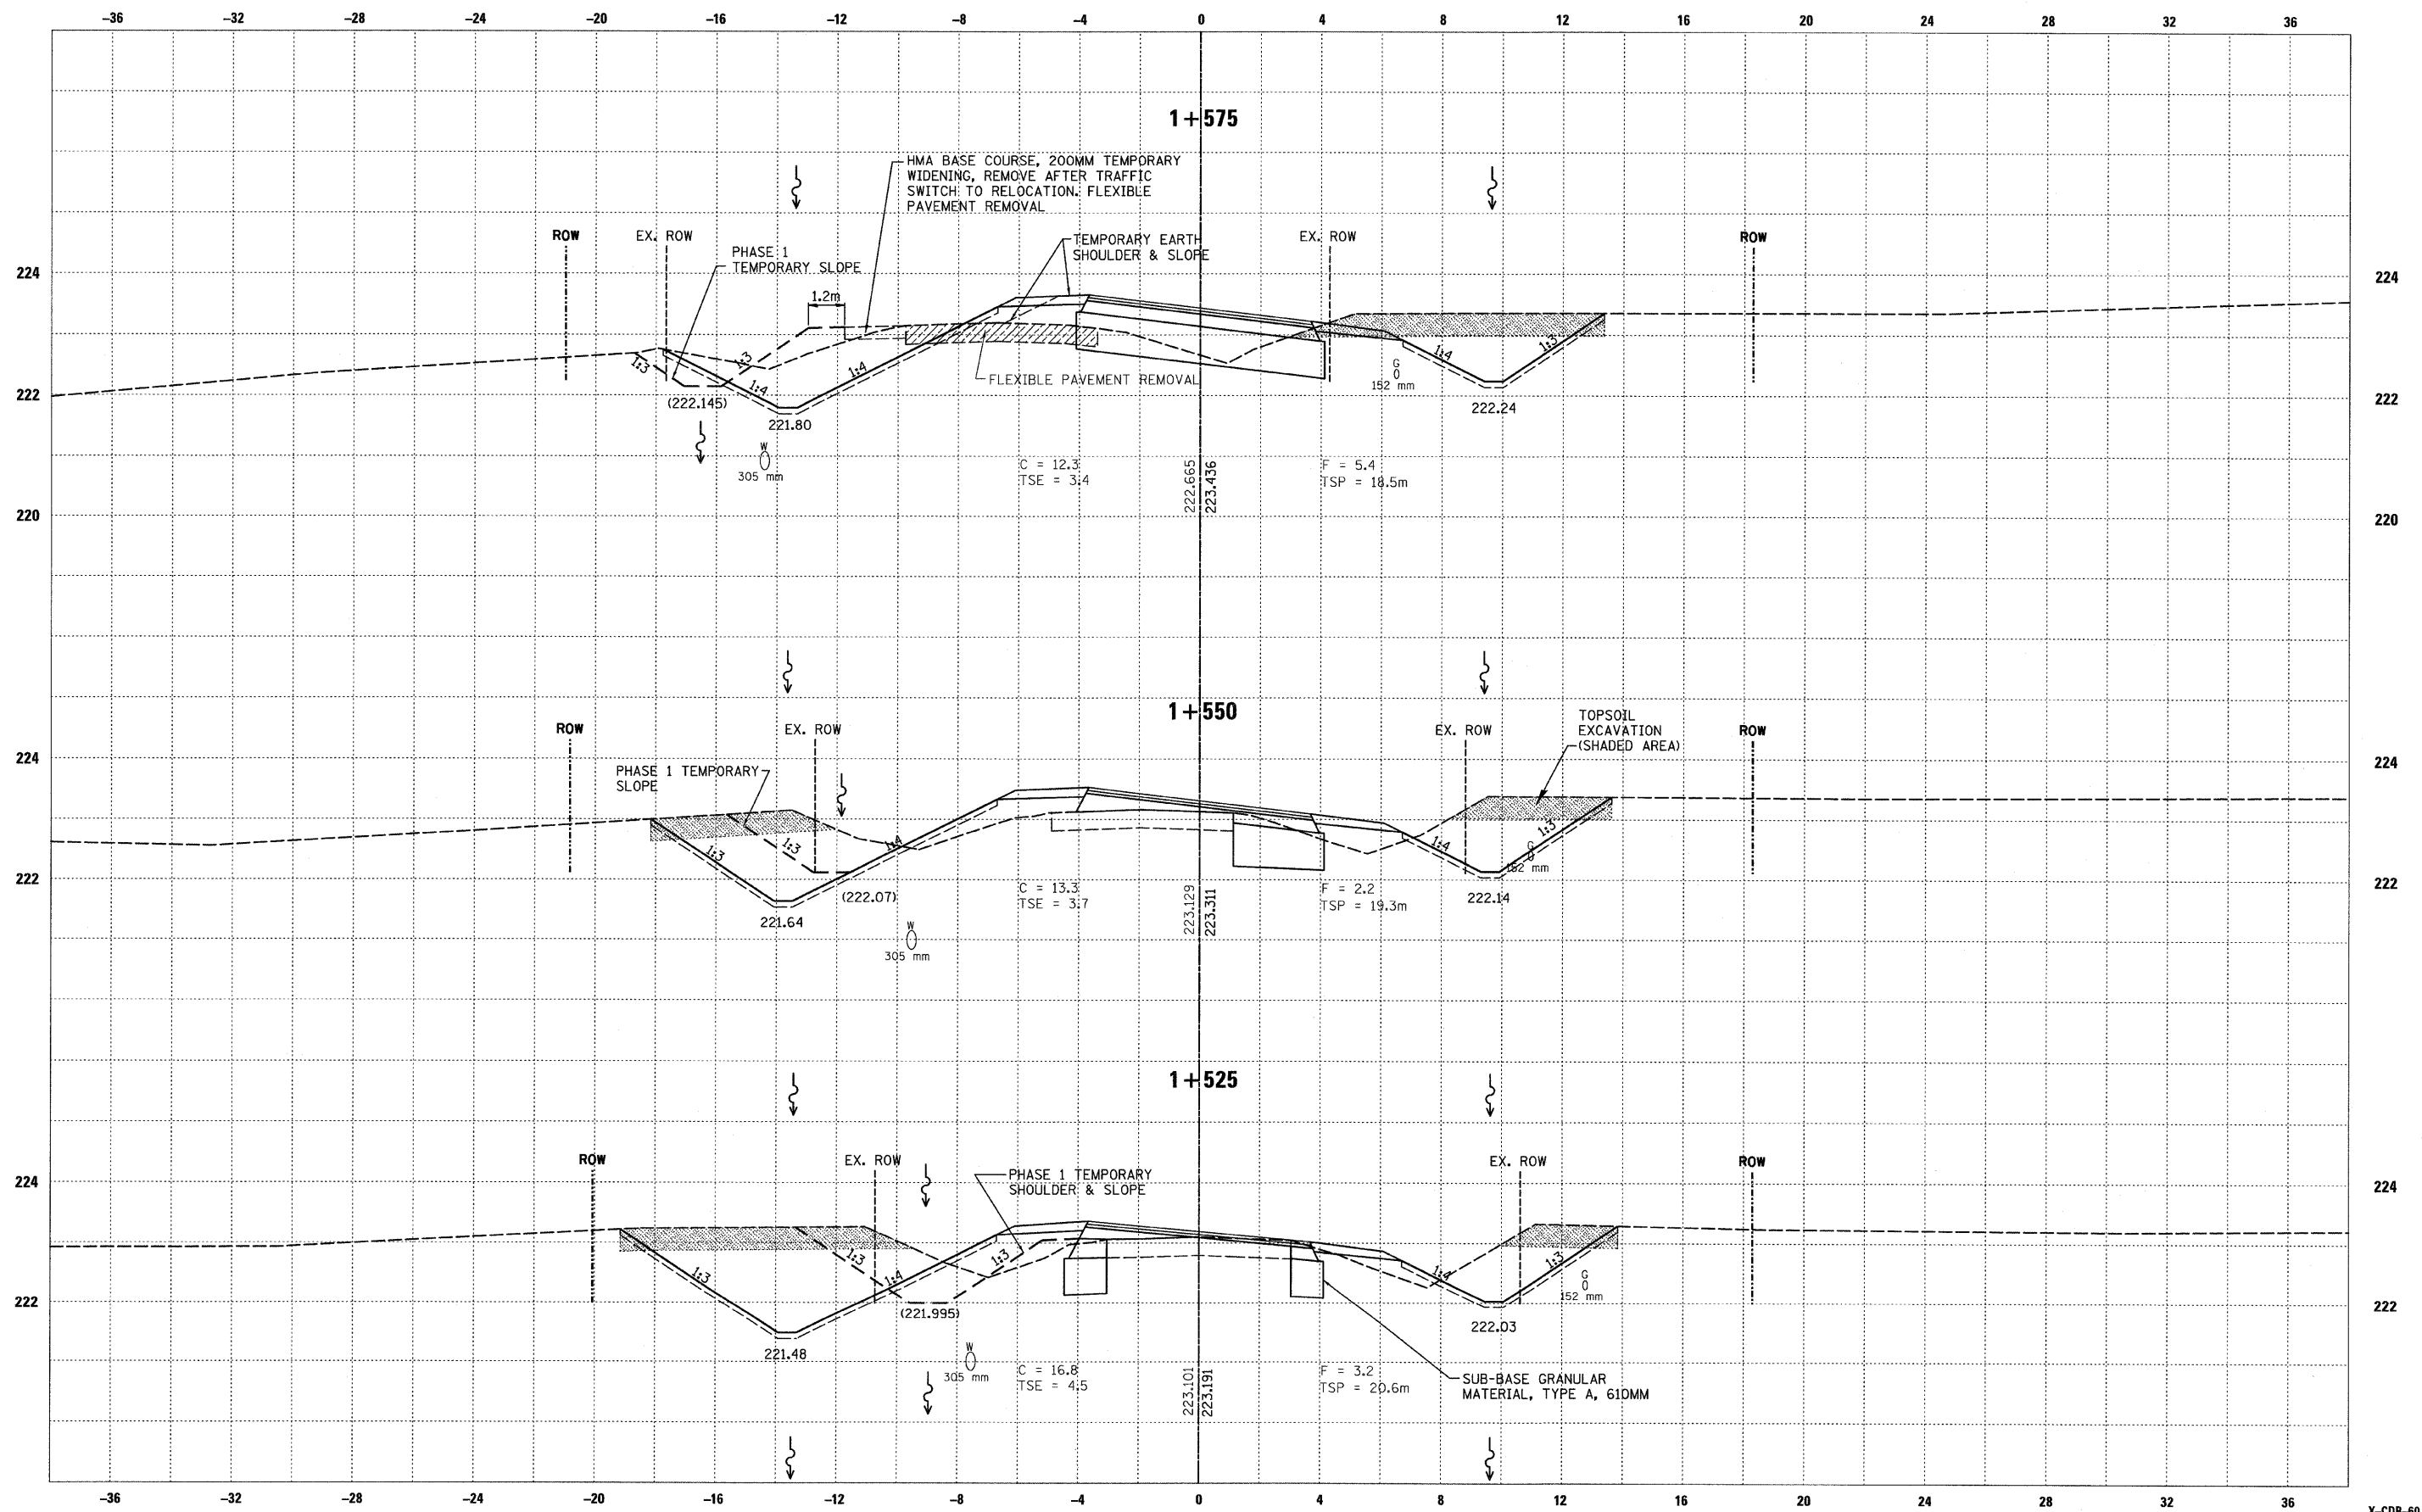 -36 -32 -28 -24 -20 -16 -12 -8 -4 0 4 8 12 16 20 24 28 32 36
1+575
HMA BASE COURSE, 200MM TEMPORARY
WIDENING, REMOVE AFTER TRAFFIC
SWITCH TO RELOCATION. FLEXIBLE
PAVEMENT REMOVAL
ROW
EX. ROW
PHASE 1
TEMPORARY SLOPE
TEMPORARY EARTH
SHOULDER & SLOPE
EX. ROW
ROW
224
224
1.2m
1:3
1:3
1:4
1:4
1:4
1:3
FLEXIBLE PAVEMENT REMOVAL
G
152 mm
222
222
(222.145)
221.80
222.24
W
305 mm
C = 12.3
TSE = 3.4
222.665
223.436
F = 5.4
TSP = 18.5m
220
220
1+550
ROW
EX. ROW
EX. ROW
TOPSOIL
EXCAVATION
(SHADED AREA)
ROW
224
224
PHASE 1 TEMPORARY
SLOPE
1:3
1:3
1:4
1:4
1:3
G
152 mm
222
222
(222.07)
221.64
222.14
C = 13.3
TSE = 3.7
223.129
223.311
F = 2.2
TSP = 19.3m
W
305 mm
1+525
ROW
EX. ROW
PHASE 1 TEMPORARY
SHOULDER & SLOPE
EX. ROW
ROW
224
224
1:3
1:3
1:4
1:3
1:4
1:3
G
152 mm
222
222
(221.995)
221.48
222.03
W
305 mm
C = 16.8
TSE = 4.5
223.101
223.191
F = 3.2
TSP = 20.6m
SUB-BASE GRANULAR
MATERIAL, TYPE A, 610MM
-36 -32 -28 -24 -20 -16 -12 -8 -4 0 4 8 12 16 20 24 28 32 36